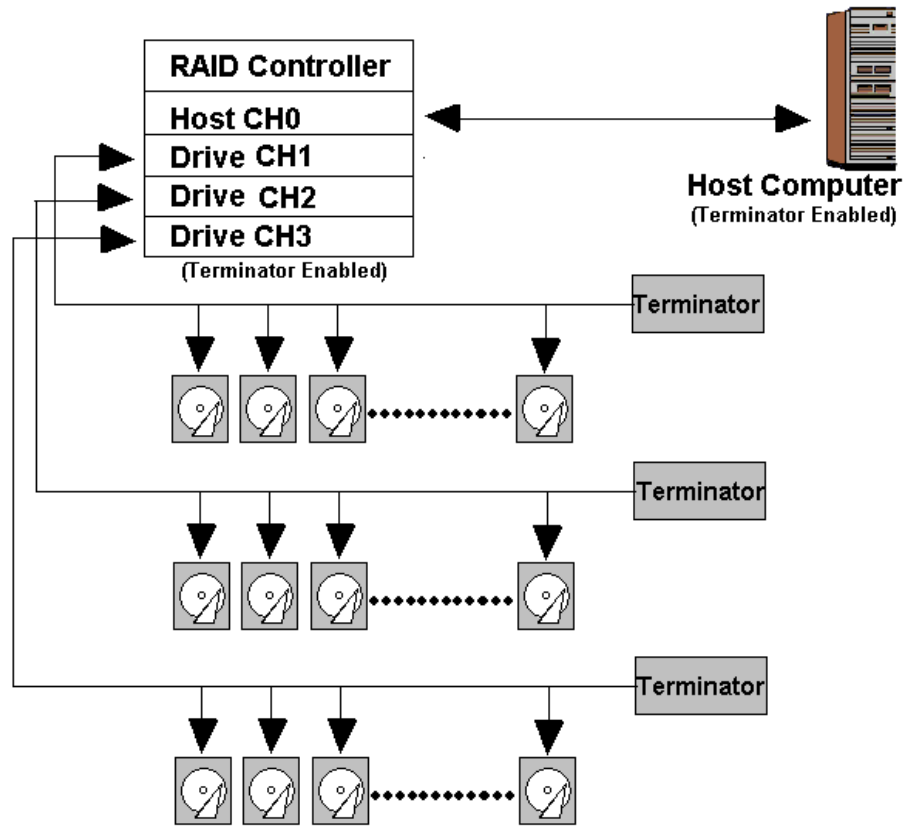 RAID Controller
Host CH0
Drive CH1
Drive CH2
Drive CH3
(Terminator Enabled)
Host Computer
(Terminator Enabled)
Terminator
Terminator
Terminator